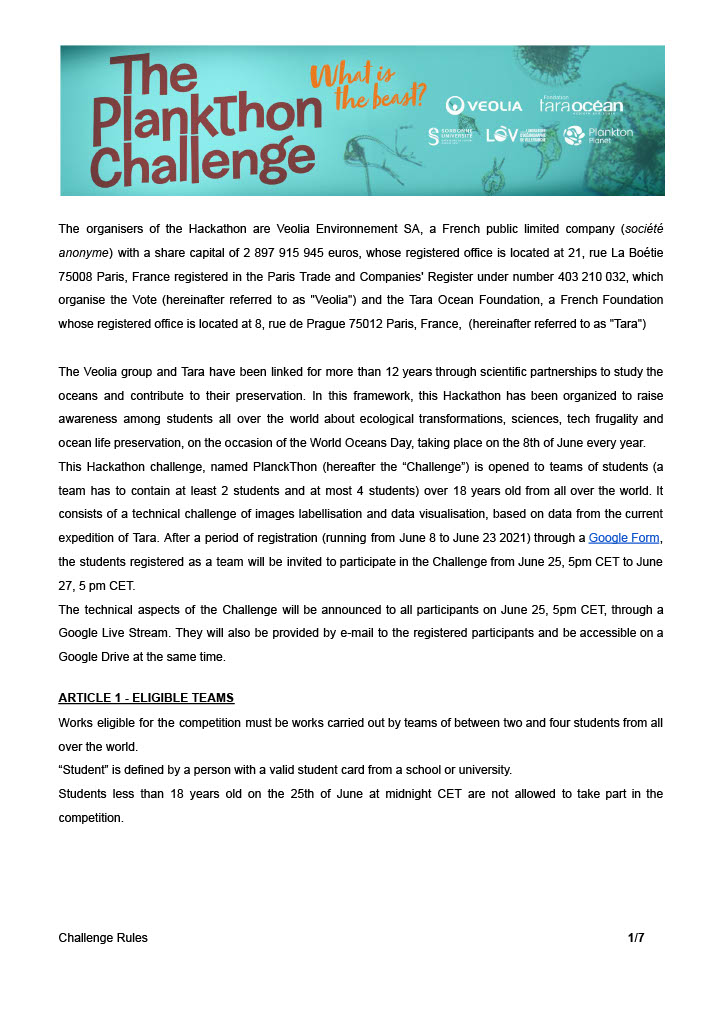 The
PlankThon
Challenge
What is
the beast?
VEOLIA
Fondation
taraocéan
SORBONNE
UNIVERSITÉ
LOV
Plankton
Planet
The organisers of the Hackathon are Veolia Environnement SA, a French public limited company (société
anonyme) with a share capital of 2 897 915 945 euros, whose registered office is located at 21, rue La Boétie
75008 Paris, France registered in the Paris Trade and Companies' Register under number 403 210 032, which
organise the Vote (hereinafter referred to as "Veolia") and the Tara Ocean Foundation, a French Foundation
whose registered office is located at 8, rue de Prague 75012 Paris, France, (hereinafter referred to as "Tara")
The Veolia group and Tara have been linked for more than 12 years through scientific partnerships to study the
oceans and contribute to their preservation. In this framework, this Hackathon has been organized to raise
awareness among students all over the world about ecological transformations, sciences, tech frugality and
ocean life preservation, on the occasion of the World Oceans Day, taking place on the 8th of June every year.
This Hackathon challenge, named PlanckThon (hereafter the “Challenge”) is opened to teams of students (a
team has to contain at least 2 students and at most 4 students) over 18 years old from all over the world. It
consists of a technical challenge of images labellisation and data visualisation, based on data from the current
expedition of Tara. After a period of registration (running from June 8 to June 23 2021) through a Google Form,
the students registered as a team will be invited to participate in the Challenge from June 25, 5pm CET to June
27, 5 pm CET.
The technical aspects of the Challenge will be announced to all participants on June 25, 5pm CET, through a
Google Live Stream. They will also be provided by e-mail to the registered participants and be accessible on a
Google Drive at the same time.
ARTICLE 1 - ELIGIBLE TEAMS
Works eligible for the competition must be works carried out by teams of between two and four students from all
over the world.
“Student” is defined by a person with a valid student card from a school or university.
Students less than 18 years old on the 25th of June at midnight CET are not allowed to take part in the
competition.
Challenge Rules
1/7